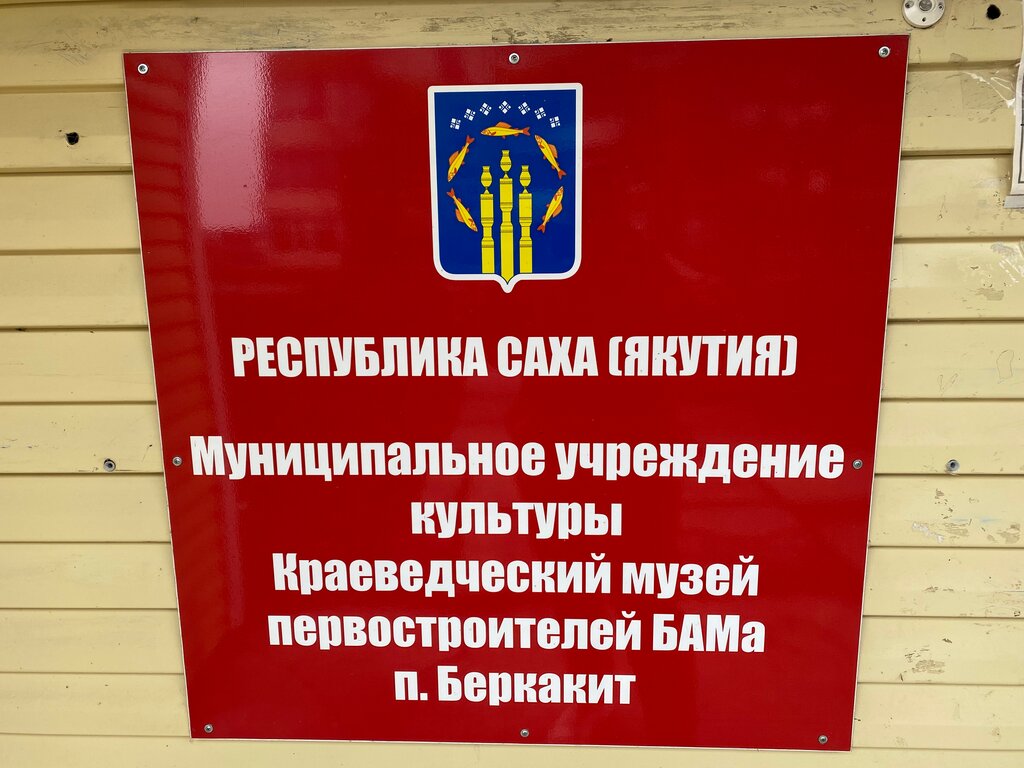 РЕСПУБЛИКА САХА (ЯКУТИЯ)
Муниципальное учреждение
культуры
Краеведческий музей
первостроителей БАМа
п. Беркакит